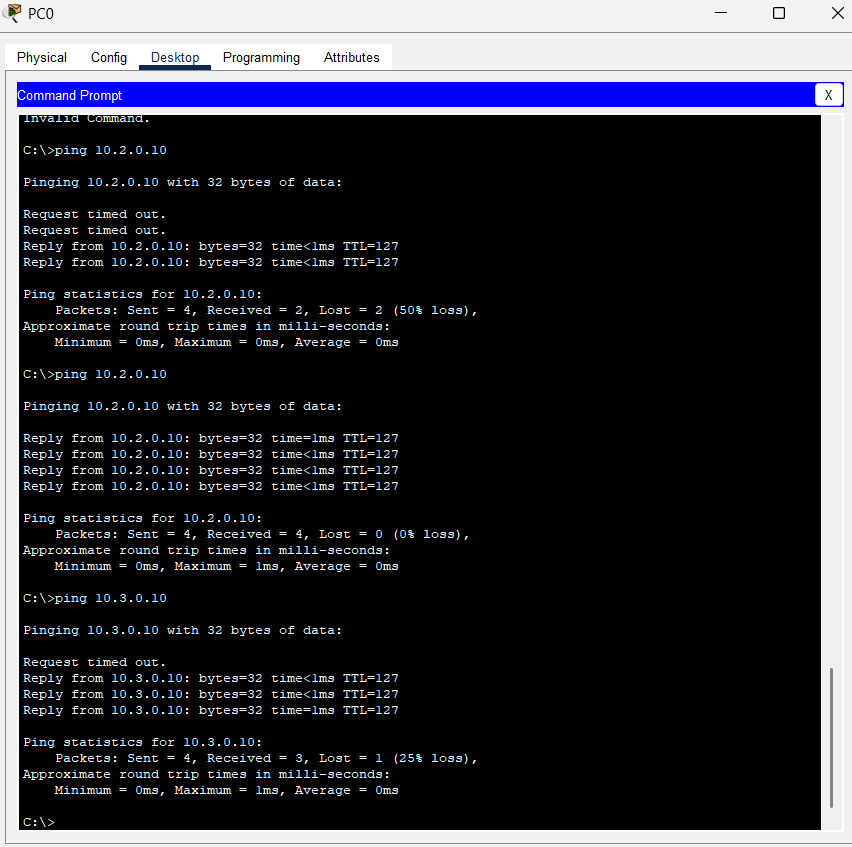 PC0
Physical Config Desktop Programming Attributes
Command Prompt X
Invalid Command.
C:\>ping 10.2.0.10
Pinging 10.2.0.10 with 32 bytes of data:
Request timed out.
Request timed out.
Reply from 10.2.0.10: bytes=32 time<1ms TTL=127
Reply from 10.2.0.10: bytes=32 time<1ms TTL=127
Ping statistics for 10.2.0.10:
Packets: Sent = 4, Received = 2, Lost = 2 (50% loss),
Approximate round trip times in milli-seconds:
Minimum = 0ms, Maximum = 0ms, Average = 0ms
C:\>ping 10.2.0.10
Pinging 10.2.0.10 with 32 bytes of data:
Reply from 10.2.0.10: bytes=32 time=1ms TTL=127
Reply from 10.2.0.10: bytes=32 time<1ms TTL=127
Reply from 10.2.0.10: bytes=32 time<1ms TTL=127
Reply from 10.2.0.10: bytes=32 time<1ms TTL=127
Ping statistics for 10.2.0.10:
Packets: Sent = 4, Received = 4, Lost = 0 (0% loss),
Approximate round trip times in milli-seconds:
Minimum = 0ms, Maximum = 1ms, Average = 0ms
C:\>ping 10.3.0.10
Pinging 10.3.0.10 with 32 bytes of data:
Request timed out.
Reply from 10.3.0.10: bytes=32 time<1ms TTL=127
Reply from 10.3.0.10: bytes=32 time<1ms TTL=127
Reply from 10.3.0.10: bytes=32 time=1ms TTL=127
Ping statistics for 10.3.0.10:
Packets: Sent = 4, Received = 3, Lost = 1 (25% loss),
Approximate round trip times in milli-seconds:
Minimum = 0ms, Maximum = 1ms, Average = 0ms
C:\>